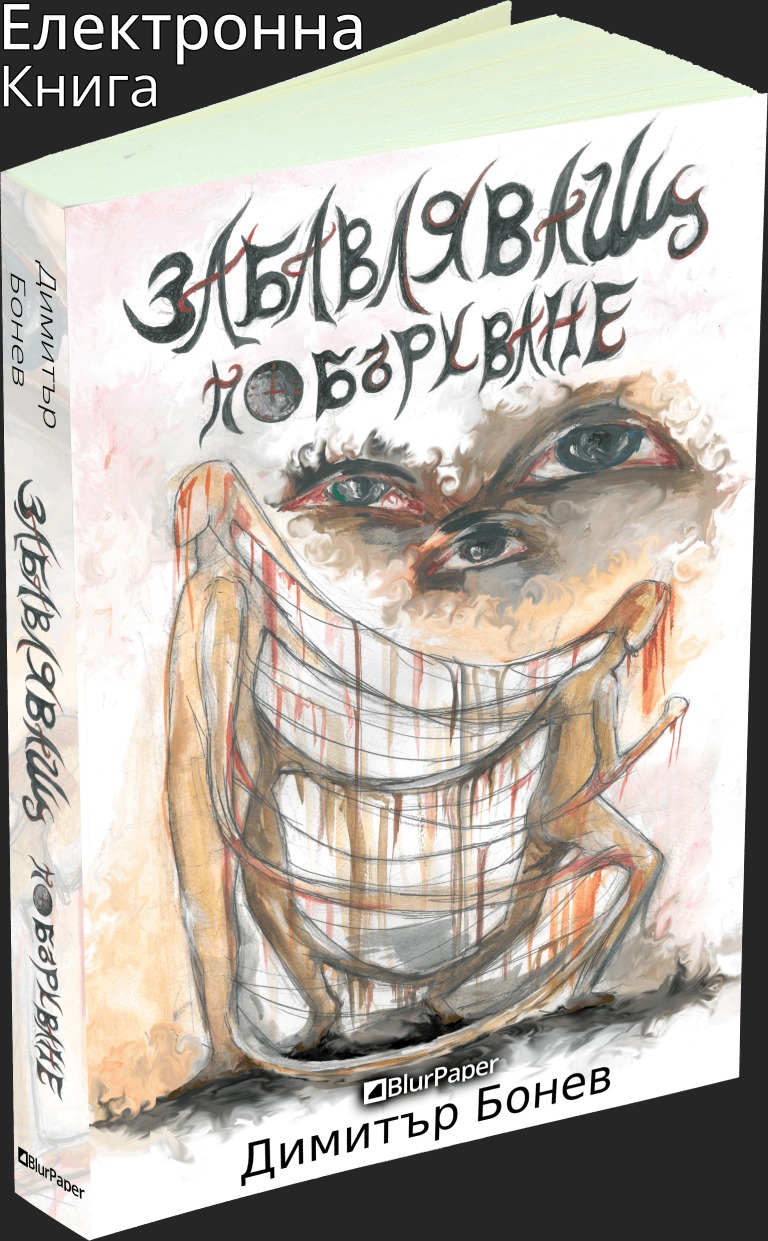 Електронна
Книга
ЗАБАВЛЯВАЩО
ПОБЪРКВАНЕ
BlurPaper
Димитър Бонев
Димитър
Бонев
ЗАБАВЛЯВАЩО ПОБЪРКВАНЕ
BlurPaper